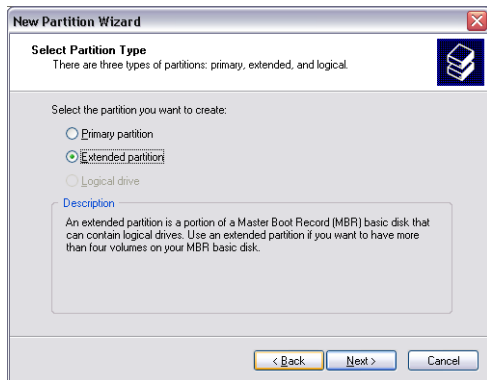 New Partition Wizard
Select Partition Type
There are three types of partitions: primary, extended, and logical.
Select the partition you want to create:
Primary partition
Extended partition
Logical drive
Description
An extended partition is a portion of a Master Boot Record (MBR) basic disk that
can contain logical drives. Use an extended partition if you want to have more
than four volumes on your MBR basic disk.
< Back Next > Cancel